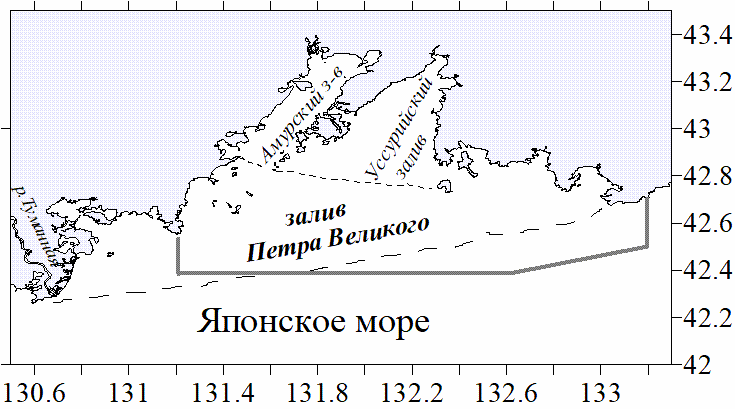 Амурский з-в
Уссурийский
залив
р.Туманная
залив
Петра Великого
Японское море
43.4
43.2
43
42.8
42.6
42.4
42.2
42
130.6
131
131.4
131.8
132.2
132.6
133